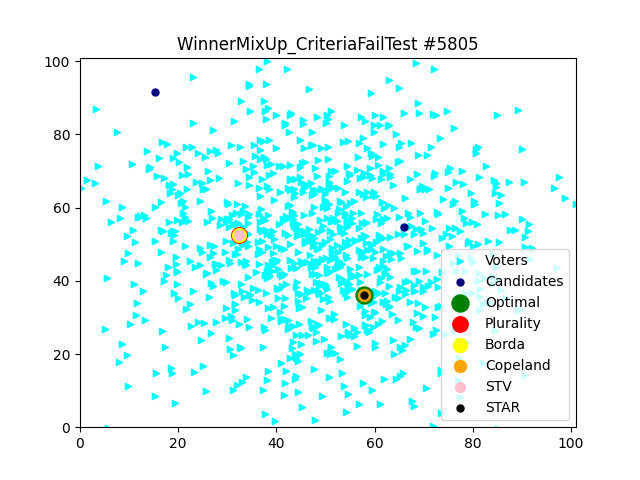 WinnerMixUp_CriteriaFailTest #5805
100
80
60
40
20
0
0 20 40 60 80 100
Voters
Candidates
Optimal
Plurality
Borda
Copeland
STV
STAR